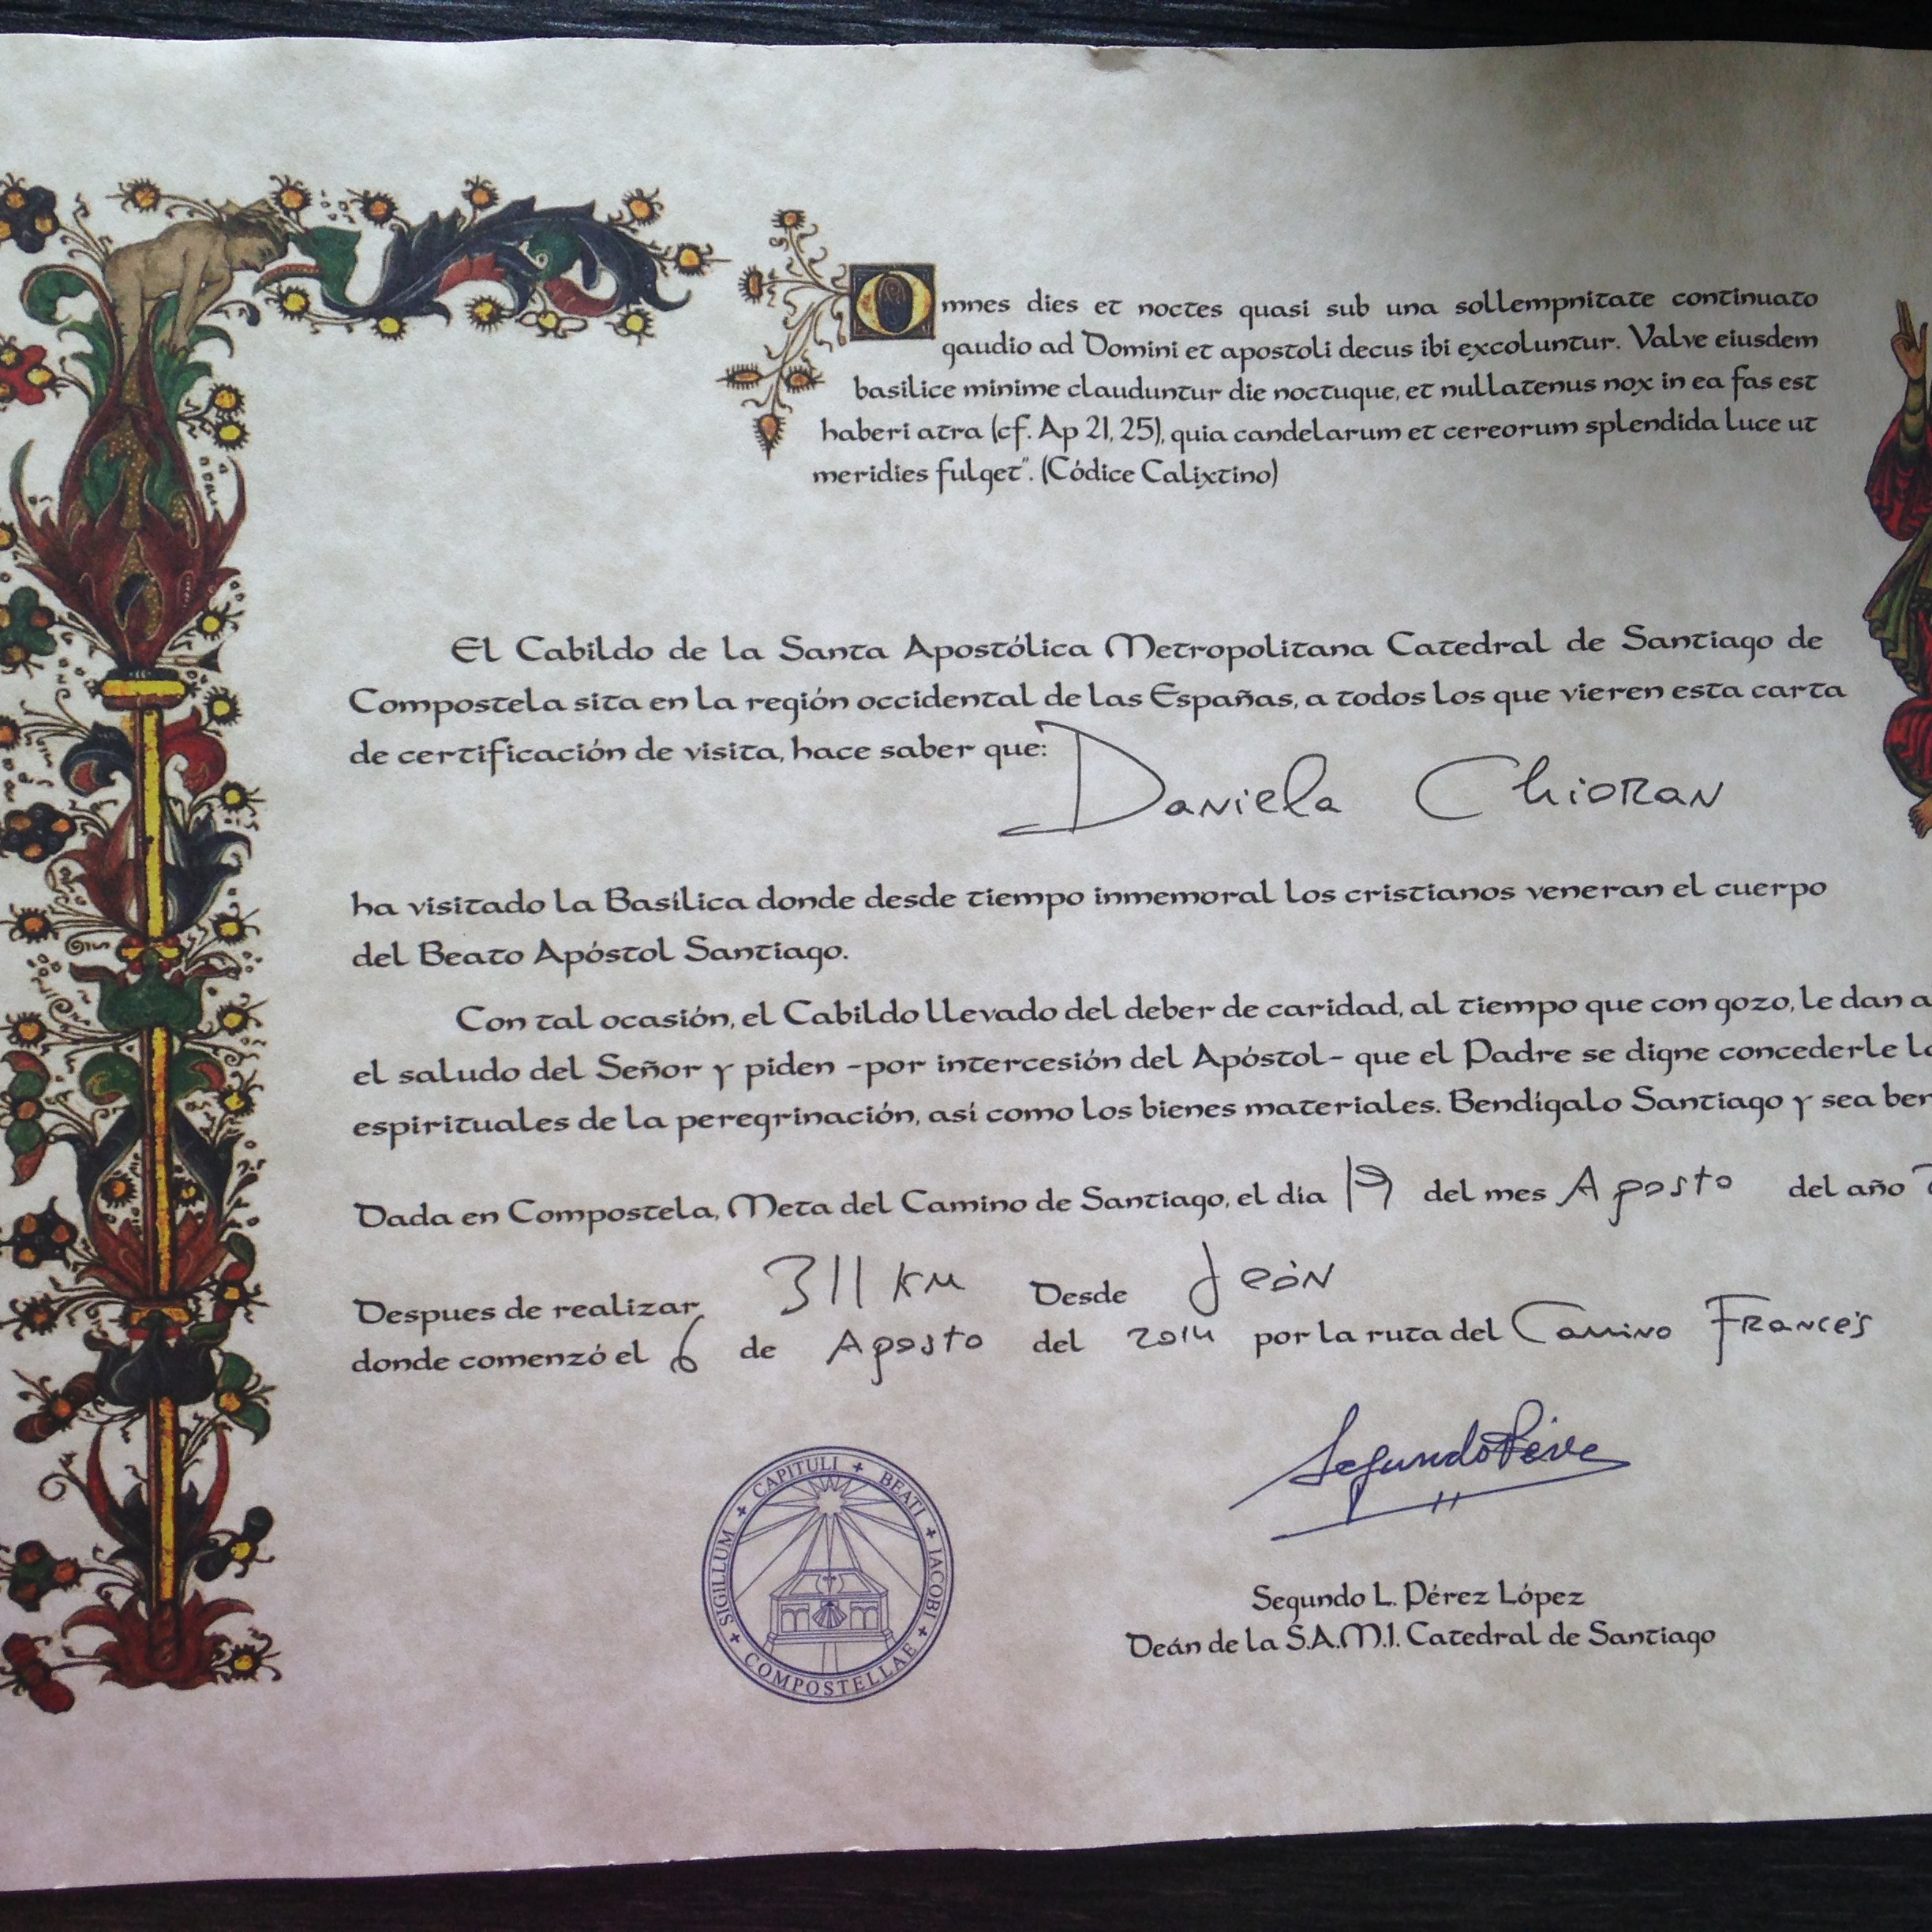 Omnes dies et noctes quasi sub una sollempnitate continuato
gaudio ad Domini et apostoli decus ibi excoluntur. Valve eiusdem
basilice minime clauduntur die noctuque, et nullatenus nox in ea fas est
haberi atra (cf. Ap 21, 25), quia candelarum et cereorum splendida luce ut
meridies fulget". (Códice Calixtino)
El Cabildo de la Santa Apostólica Metropolitana Catedral de Santiago de
Compostela sita en la región occidental de las Españas, a todos los que vieren esta carta
de certificación de visita, hace saber que: Daniela Chioran
ha visitado la Basílica donde desde tiempo inmemoral los cristianos veneran el cuerpo
del Beato Apóstol Santiago.
Con tal ocasión, el Cabildo llevado del deber de caridad, al tiempo que con gozo, le dan a
el saludo del Señor y piden -por intercesión del Apóstol- que el Padre se digne concederle
espirituales de la peregrinación, así como los bienes materiales. Bendígalo Santiago y sea
Dada en Compostela, Meta del Camino de Santiago, el día 19 del mes Agosto del año
Despues de realizar 311 km Desde León
donde comenzó el 6 de Agosto del 2014 por la ruta del Camino Francés
Segundo Pérez
SIGILLUM + CAPITULI + BEATI + IACOBI + COMPOSTELLAE +
Segundo L. Pérez López
Deán de la S.A.M.I. Catedral de Santiago